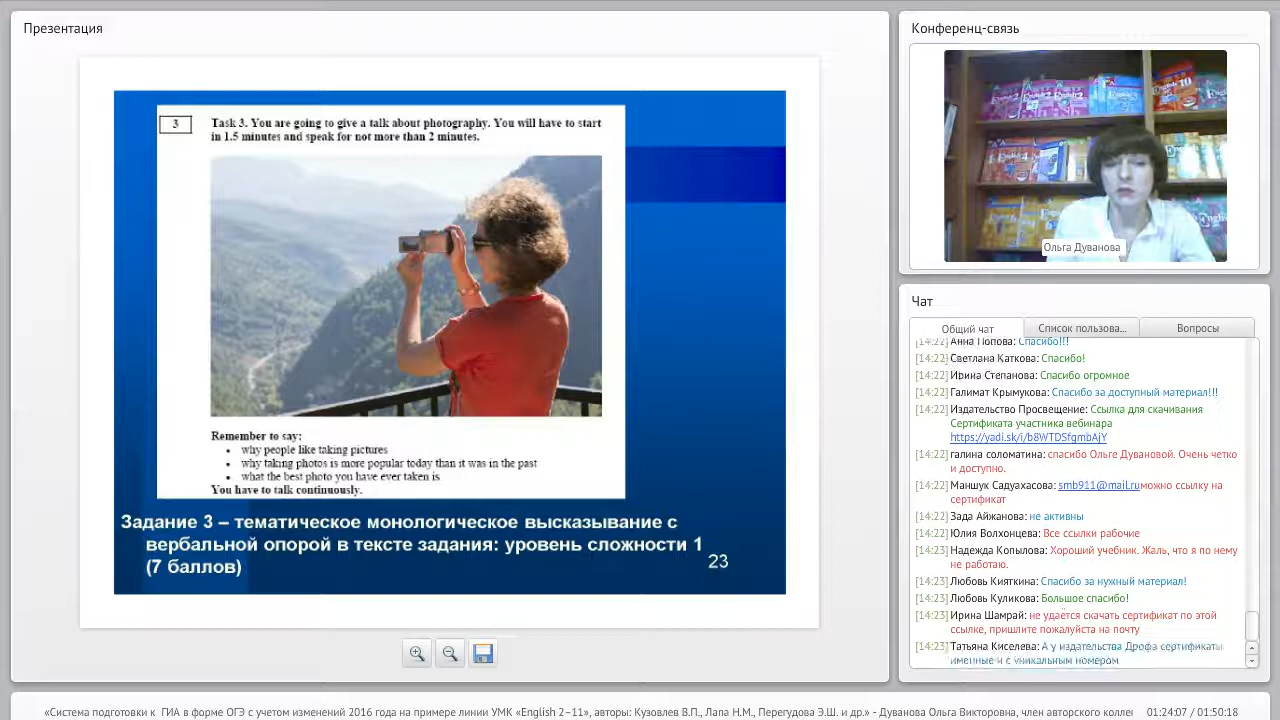 Презентация
3
Task 3. You are going to give a talk about photography. You will have to start
in 1.5 minutes and speak for not more than 2 minutes.
Remember to say:
• why people like taking pictures
• why taking photos is more popular today than it was in the past
• what the best photo you have ever taken is
You have to talk continuously.
Задание 3 – тематическое монологическое высказывание с
вербальной опорой в тексте задания: уровень сложности 1
(7 баллов)
23
Конференц-связь
Ольга Дуванова
Чат
Общий чат
Список пользова...
Вопросы
[14:22] Анна Попова: Спасибо!!!
[14:22] Светлана Каткова: Спасибо!
[14:22] Ирина Степанова: Спасибо огромное
[14:22] Галимат Крымукова: Спасибо за доступный материал!!!
[14:22] Издательство Просвещение: Ссылка для скачивания
Сертификата участника вебинара
https://yadi.sk/i/b8WTDSfgmbAjY
[14:22] галина соломатина: спасибо Ольге Дувановой. Очень четко
и доступно.
[14:22] Маншук Садуахасова: smb911@mail.ruможно ссылку на
сертификат
[14:22] Зада Айжанова: не активны
[14:22] Юлия Волхонцева: Все ссылки рабочие
[14:23] Надежда Копылова: Хороший учебник. Жаль, что я по нему
не работаю.
[14:23] Любовь Кияткина: Спасибо за нужный материал!
[14:23] Любовь Куликова: Большое спасибо!
[14:23] Ирина Шамрай: не удаётся скачать сертификат по этой
ссылке, пришлите пожалуйста на почту
[14:23] Татьяна Киселева: А у издательства Дрофа сертификаты
именные и с уникальным номером
«Система подготовки к ГИА в форме ОГЭ с учетом изменений 2016 года на примере линии УМК «English 2–11», авторы: Кузовлев В.П., Лапа Н.М., Перегудова Э.Ш. и др.» - Дуванова Ольга Викторовна, член авторского коллек
01:24:07 / 01:50:18